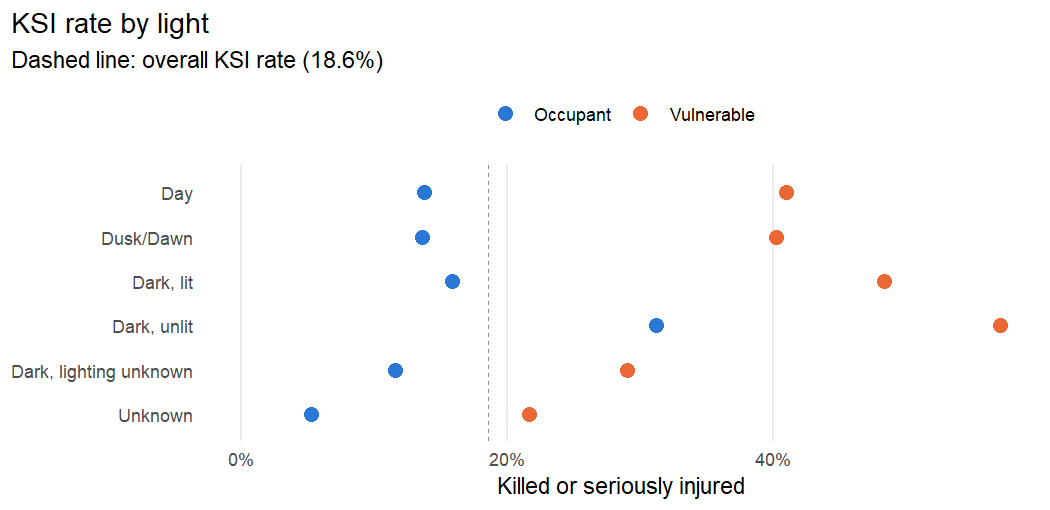 KSI rate by light
Dashed line: overall KSI rate (18.6%)
Occupant Vulnerable
Day
Dusk/Dawn
Dark, lit
Dark, unlit
Dark, lighting unknown
Unknown
0% 20% 40%
Killed or seriously injured